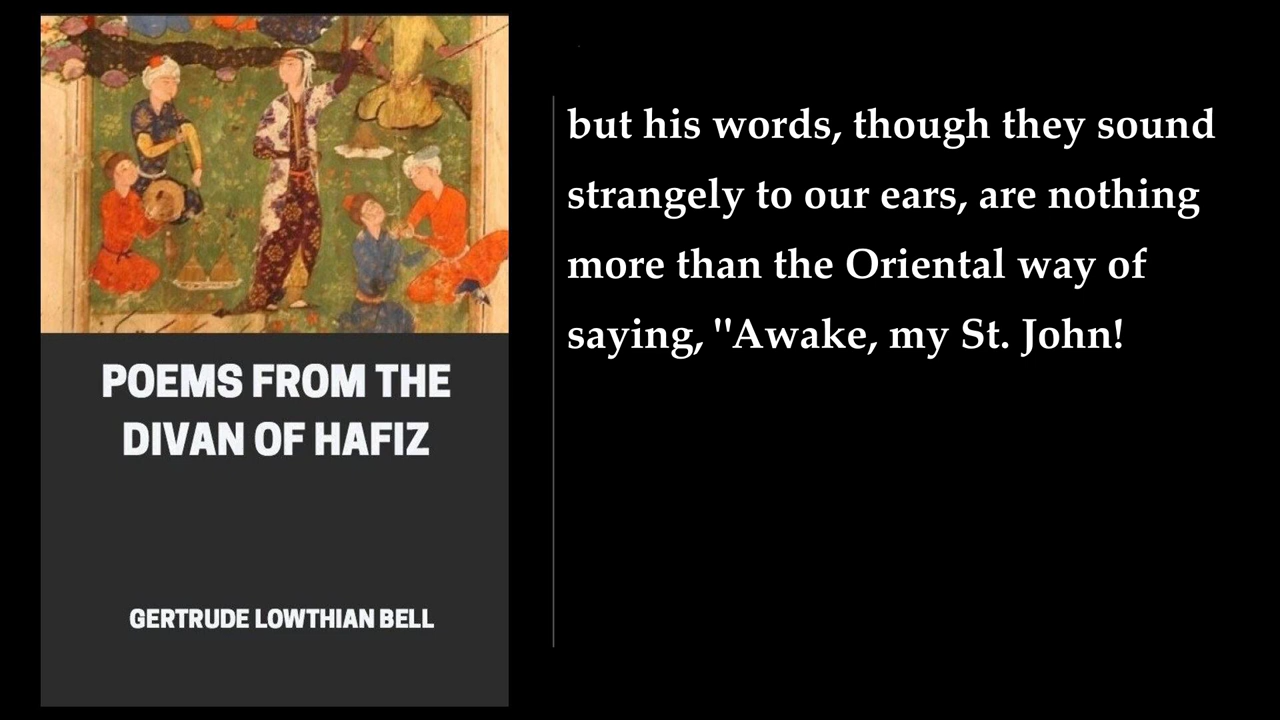 POEMS FROM THE
DIVAN OF HAFIZ
GERTRUDE LOWTHIAN BELL
but his words, though they sound
strangely to our ears, are nothing
more than the Oriental way of
saying, "Awake, my St. John!